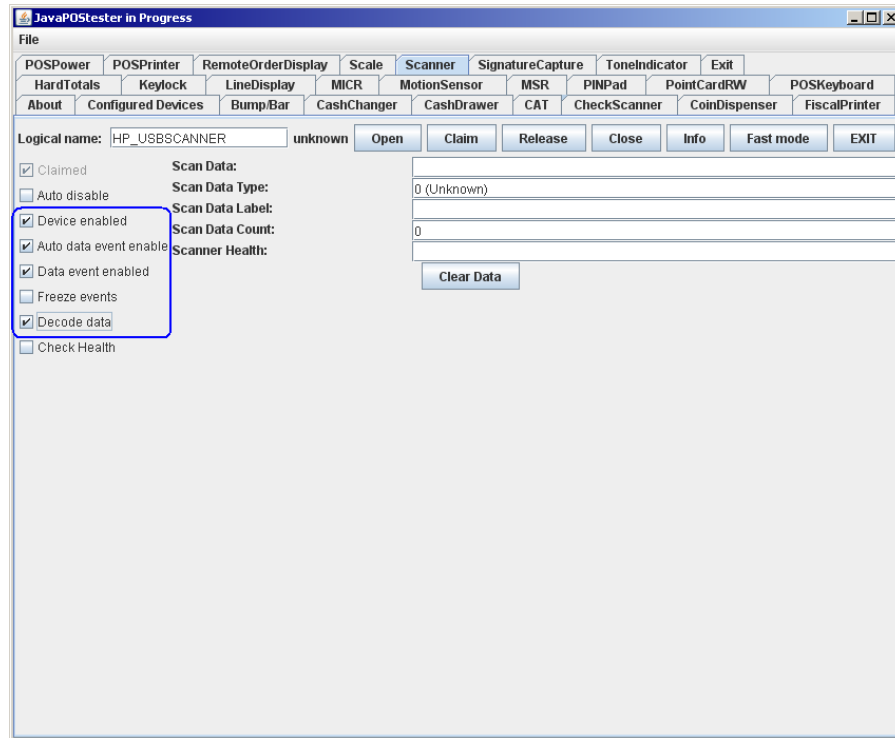 JavaPOStester in Progress
File
POSPower POSPrinter RemoteOrderDisplay Scale Scanner SignatureCapture ToneIndicator Exit
HardTotals Keylock LineDisplay MICR MotionSensor MSR PINPad PointCardRW POSKeyboard
About Configured Devices Bump/Bar CashChanger CashDrawer CAT CheckScanner CoinDispenser FiscalPrinter
Logical name: HP_USBSCANNER unknown Open Claim Release Close Info Fast mode EXIT
Claimed
Scan Data:
Auto disable
Scan Data Type: 0 (Unknown)
Device enabled
Scan Data Label:
Auto data event enable
Scan Data Count: 0
Data event enabled
Scanner Health:
Freeze events
Clear Data
Decode data
Check Health